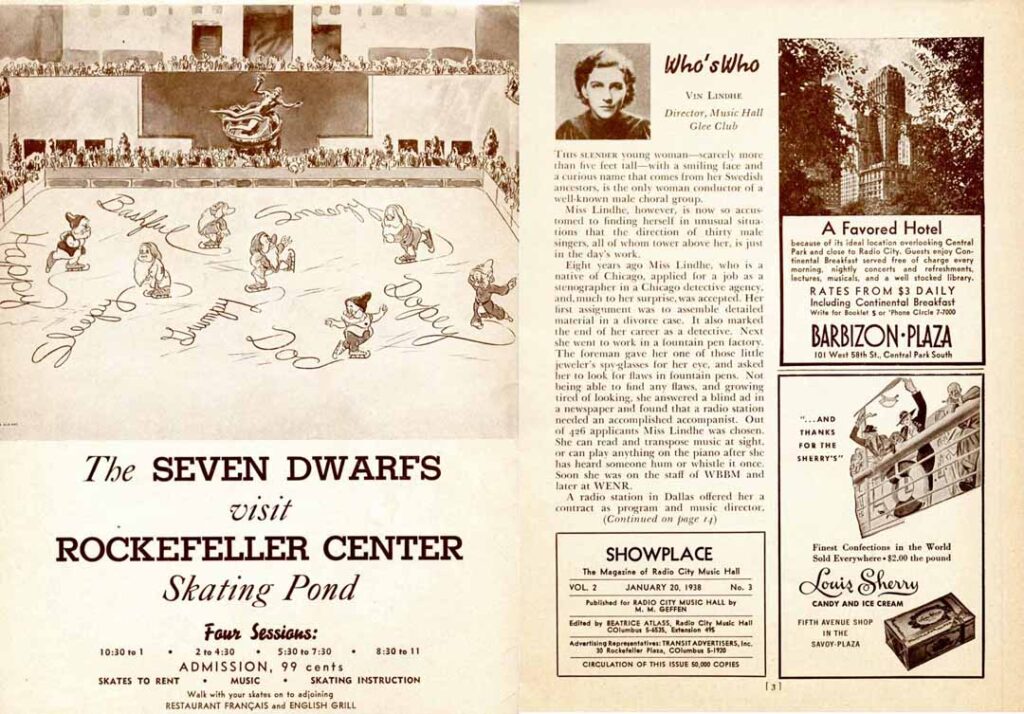 Bashful
Sneezy
Happy
Sleepy
Grumpy
Doc
Dopey
The SEVEN DWARFS
visit
ROCKEFELLER CENTER
Skating Pond
Four Sessions:
10:30 to 1 • 2 to 4:30 • 5:30 to 7:30 • 8:30 to 11
ADMISSION, 99 cents
SKATES TO RENT • MUSIC • SKATING INSTRUCTION
Walk with your skates on to adjoining
RESTAURANT FRANÇAIS and ENGLISH GRILL
Who's Who
VIN LINDHE
Director, Music Hall
Glee Club
THIS SLENDER young woman—scarcely more
than five feet tall—with a smiling face and
a curious name that comes from her Swedish
ancestors, is the only woman conductor of a
well-known male choral group.
Miss Lindhe, however, is now so accus-
tomed to finding herself in unusual situa-
tions that the direction of thirty male
singers, all of whom tower above her, is just
in the day's work.
Eight years ago Miss Lindhe, who is a
native of Chicago, applied for a job as a
stenographer in a Chicago detective agency,
and, much to her surprise, was accepted. Her
first assignment was to assemble detailed
material in a divorce case. It also marked
the end of her career as a detective. Next
she went to work in a fountain pen factory.
The foreman gave her one of those little
jeweler's spy-glasses for her eye, and asked
her to look for flaws in fountain pens. Not
being able to find any flaws, and growing
tired of looking, she answered a blind ad in
a newspaper and found that a radio station
needed an accomplished accompanist. Out
of 426 applicants Miss Lindhe was chosen.
She can read and transpose music at sight,
or can play anything on the piano after she
has heard someone hum or whistle it once.
Soon she was on the staff of WBBM and
later at WENR.
A radio station in Dallas offered her a
contract as program and music director.
(Continued on page 14)
SHOWPLACE
The Magazine of Radio City Music Hall
VOL. 2 JANUARY 20, 1938 No. 3
Published for RADIO CITY MUSIC HALL by
M. M. GEFFEN
Edited by BEATRICE ATLASS, Radio City Music Hall
COlumbus 5-6535, Extension 495
Advertising Representatives: TRANSIT ADVERTISERS, Inc.
30 Rockefeller Plaza, COlumbus 5-1920
CIRCULATION OF THIS ISSUE 50,000 COPIES
A Favored Hotel
because of its ideal location overlooking Central
Park and close to Radio City. Guests enjoy Con-
tinental Breakfast served free of charge every
morning, nightly concerts and refreshments,
lectures, musicals, and a well stocked library.
RATES FROM $3 DAILY
Including Continental Breakfast
Write for Booklet S or 'Phone Circle 7-7000
BARBIZON-PLAZA
101 West 58th St., Central Park South
"...AND
THANKS
FOR THE
SHERRY'S"
Finest Confections in the World
Sold Everywhere • $2.00 the pound
Louis Sherry
CANDY AND ICE CREAM
FIFTH AVENUE SHOP
IN THE
SAVOY-PLAZA
[3]